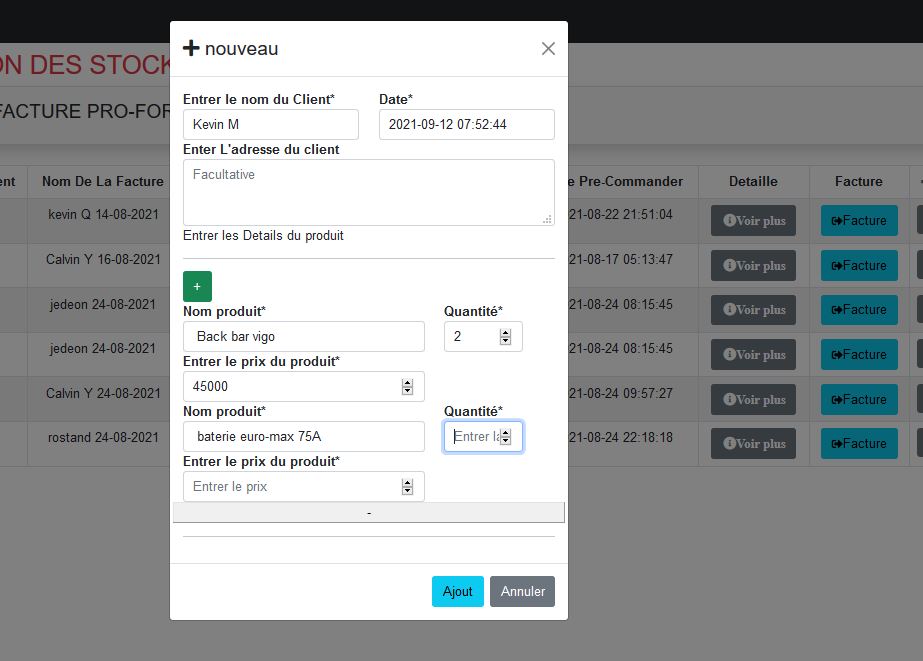 nouveau
ON DES STOCK
FACTURE PRO-FOR
Entrer le nom du Client* Date*
Kevin M 2021-09-12 07:52:44
Enter L'adresse du client
Facultative
Entrer les Details du produit
+
Nom produit* Quantité*
Back bar vigo 2
Entrer le prix du produit*
45000
Nom produit* Quantité*
baterie euro-max 75A Entrer la
Entrer le prix du produit*
Entrer le prix
-
Ajout Annuler
ent Nom De La Facture e Pre-Commander Detaille Facture
kevin Q 14-08-2021 21-08-22 21:51:04 Voir plus Facture
Calvin Y 16-08-2021 21-08-17 05:13:47 Voir plus Facture
jedeon 24-08-2021 21-08-24 08:15:45 Voir plus Facture
jedeon 24-08-2021 21-08-24 08:15:45 Voir plus Facture
Calvin Y 24-08-2021 21-08-24 09:57:27 Voir plus Facture
rostand 24-08-2021 21-08-24 22:18:18 Voir plus Facture